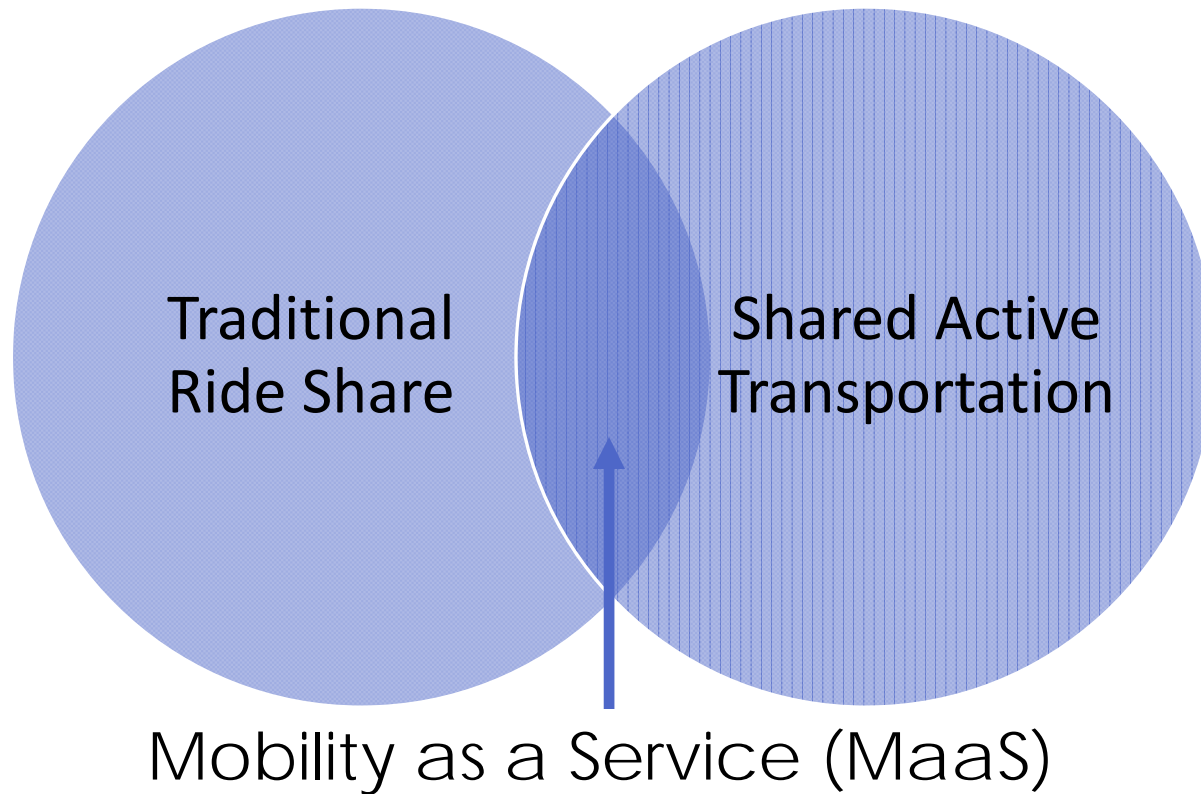 Traditional
Ride Share
Shared Active
Transportation
Mobility as a Service (MaaS)